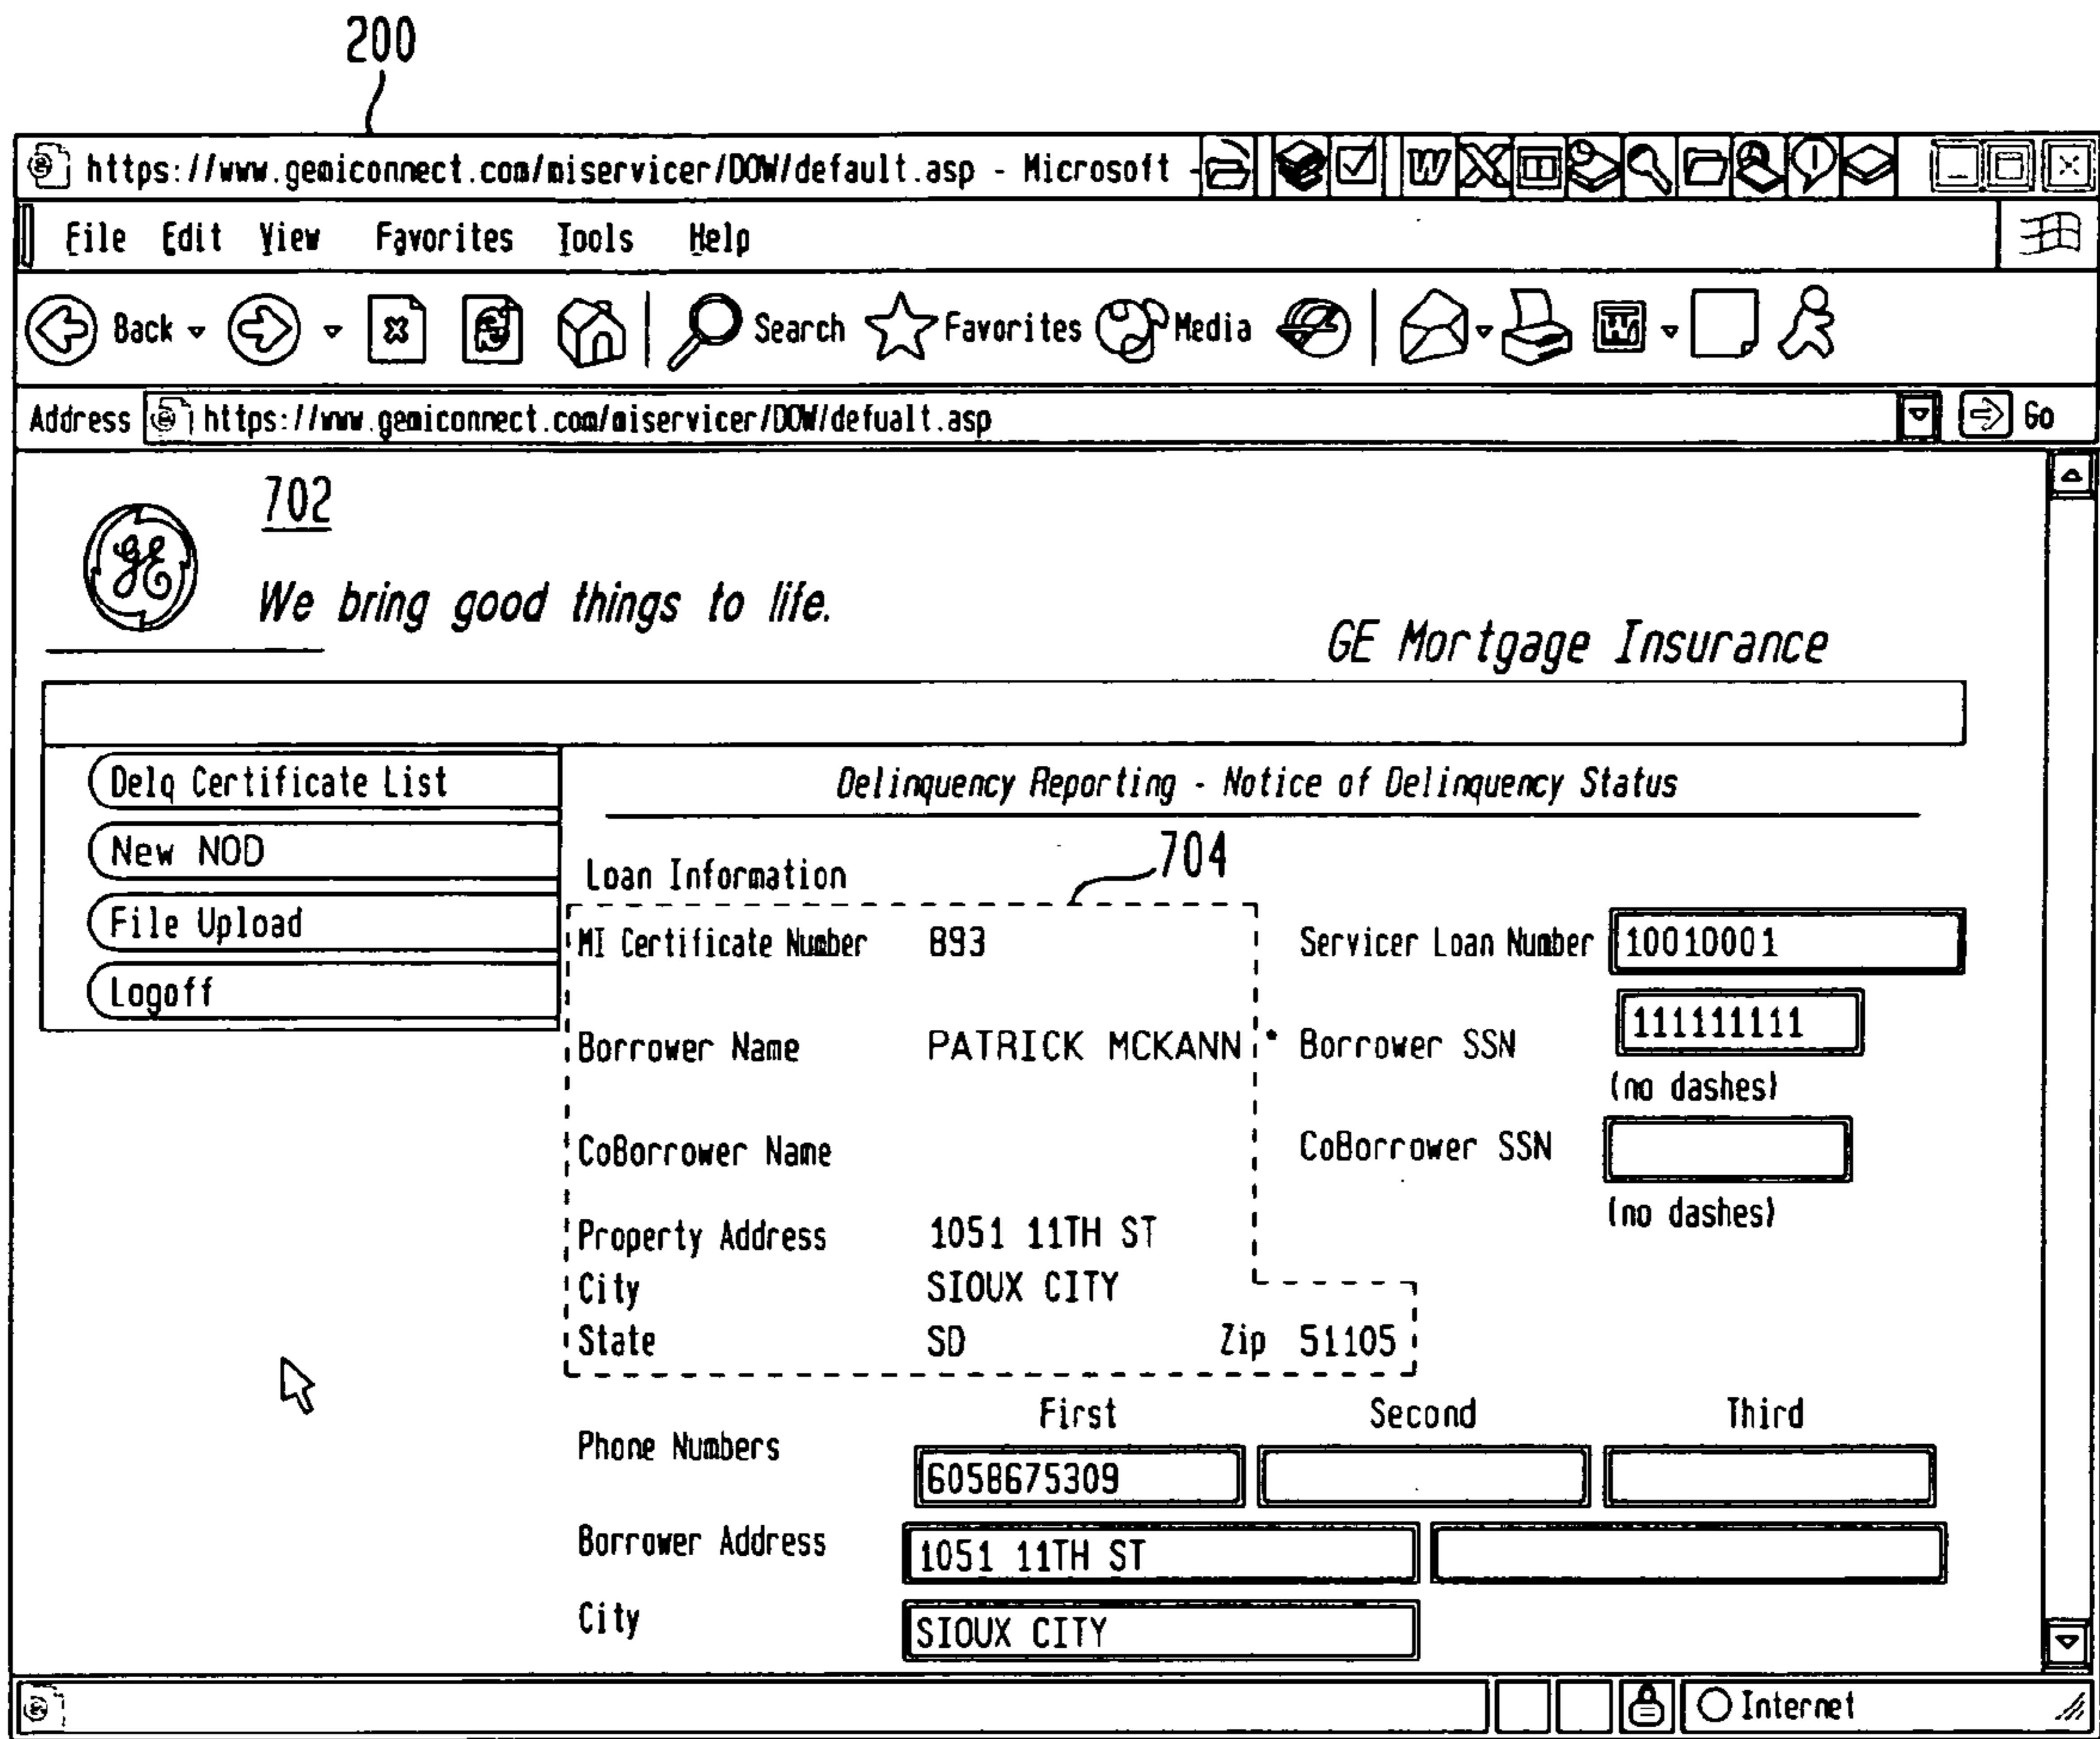 200
https://www.gemiconnect.com/miservicer/DOW/default.asp - Microsoft -
File Edit View Favorites Tools Help
Back Search Favorites Media
Address https://www.gemiconnect.com/miservicer/DOW/defualt.asp Go
702
GE
We bring good things to life.
GE Mortgage Insurance
Delq Certificate List
New NOD
File Upload
Logoff
Delinquency Reporting - Notice of Delinquency Status
704
Loan Information
MI Certificate Number B93 Servicer Loan Number 10010001
Borrower Name PATRICK MCKANN * Borrower SSN 111111111
(no dashes)
CoBorrower Name CoBorrower SSN
(no dashes)
Property Address 1051 11TH ST
City SIOUX CITY
State SD Zip 51105
First Second Third
Phone Numbers 6058675309
Borrower Address 1051 11TH ST
City SIOUX CITY
Internet